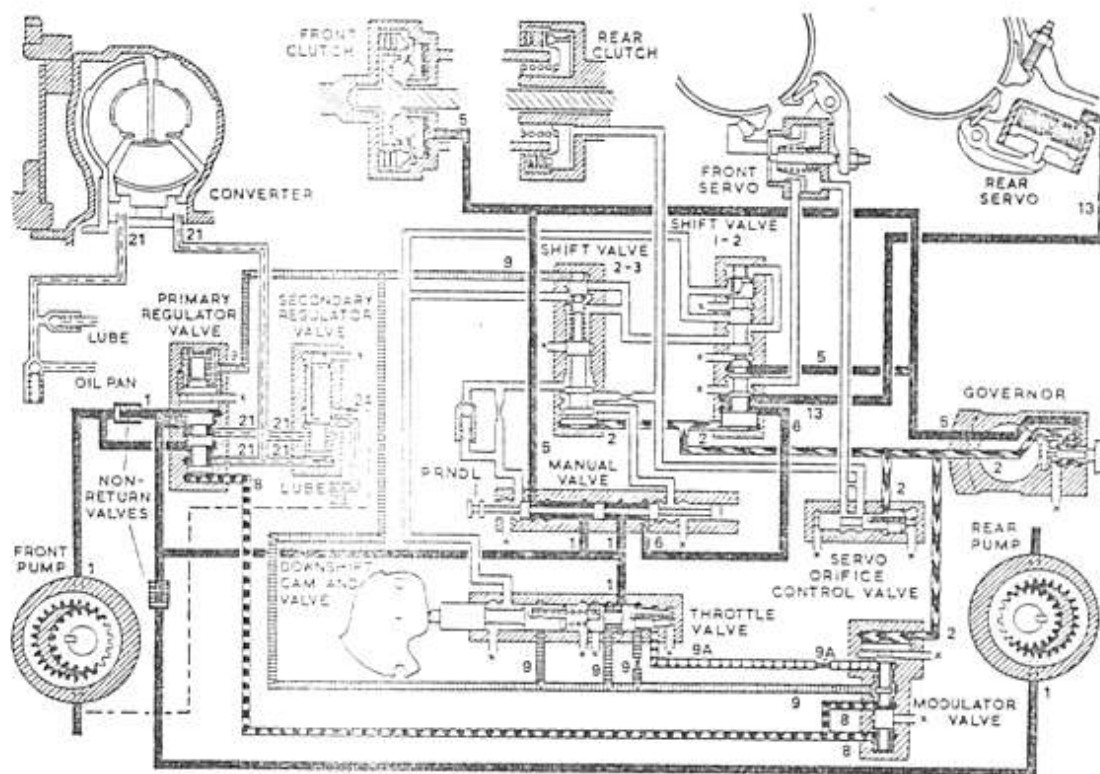 FRONT
CLUTCH
REAR
CLUTCH
5
CONVERTER
FRONT
SERVO
REAR
SERVO
13
21
21
SHIFT VALVE
1-2
SHIFT VALVE
2-3
9
PRIMARY
REGULATOR
VALVE
SECONDARY
REGULATOR
VALVE
LUBE
9
OIL PAN
5
1
2A
13
GOVERNOR
21
21
6
5
21
21
2
2
5
2
PRNDL
MANUAL
VALVE
8
LUBE
NON-
RETURN
VALVES
2
FRONT
PUMP
1
1
1
6
REAR
PUMP
DOWNSHIFT
CAM AND
VALVE
SERVO
ORIFICE
CONTROL VALVE
1
THROTTLE
VALVE
2
9
9
9
9A
9A
1
9
MODULATOR
VALVE
8
8